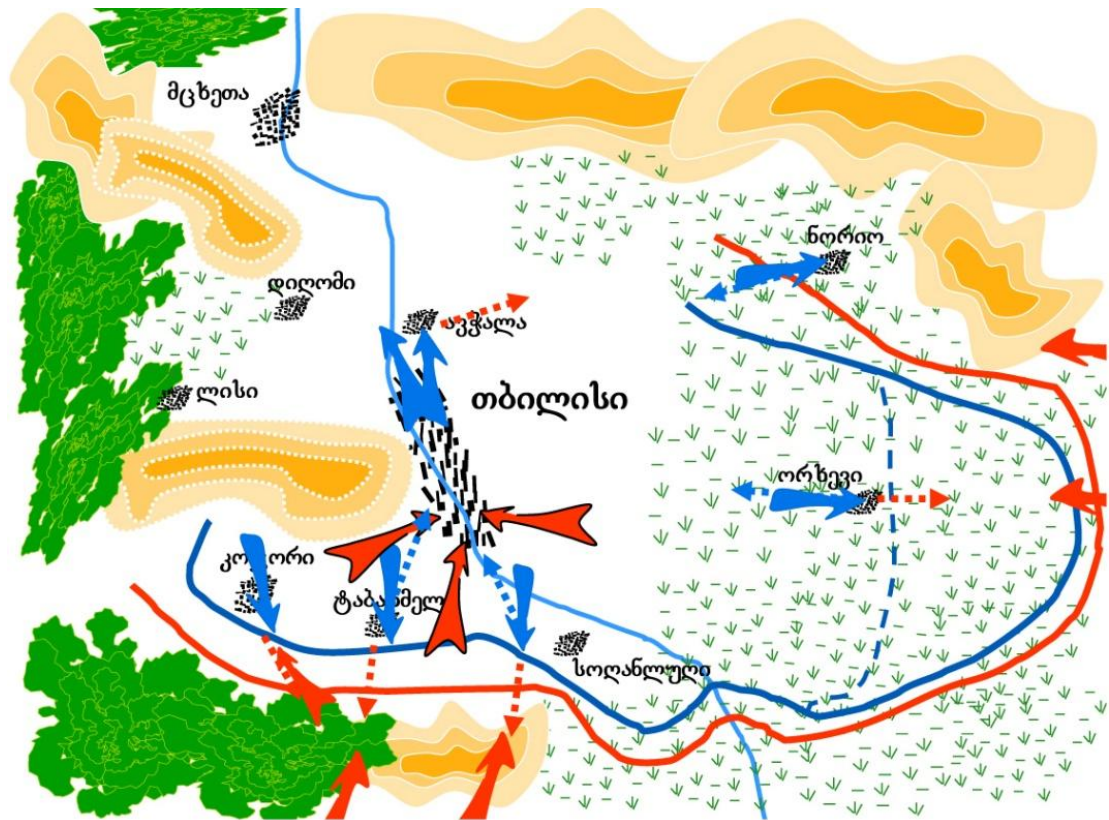 მცხეთა
ნორიო
დიღომი
ავჭალა
ლისი
თბილისი
ორხევი
სოღანლუღი